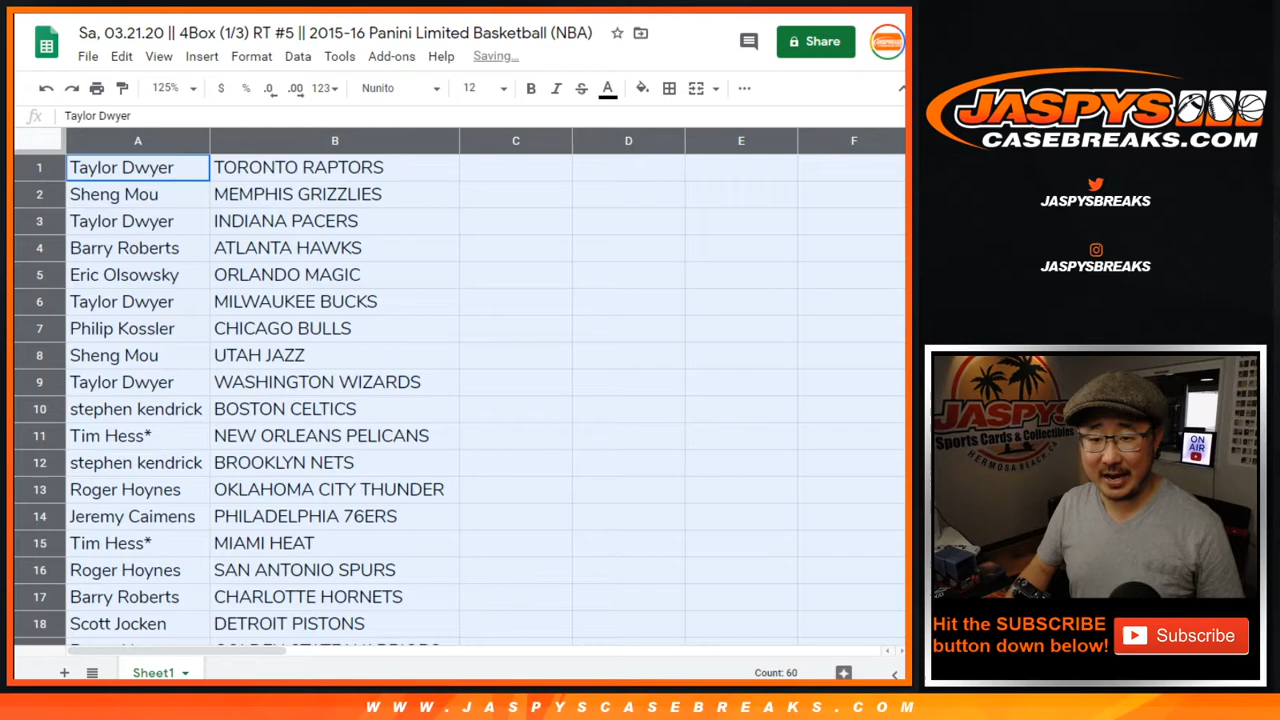 Sa, 03.21.20 || 4Box (1/3) RT #5 || 2015-16 Panini Limited Basketball (NBA)
File Edit View Insert Format Data Tools Add-ons Help Saving...
Share
125% $ % .0 .00 123 Nunito 12 B I S A
fx Taylor Dwyer
A B C D E F
1 Taylor Dwyer TORONTO RAPTORS
2 Sheng Mou MEMPHIS GRIZZLIES
3 Taylor Dwyer INDIANA PACERS
4 Barry Roberts ATLANTA HAWKS
5 Eric Olsowsky ORLANDO MAGIC
6 Taylor Dwyer MILWAUKEE BUCKS
7 Philip Kossler CHICAGO BULLS
8 Sheng Mou UTAH JAZZ
9 Taylor Dwyer WASHINGTON WIZARDS
10 stephen kendrick BOSTON CELTICS
11 Tim Hess* NEW ORLEANS PELICANS
12 stephen kendrick BROOKLYN NETS
13 Roger Hoynes OKLAHOMA CITY THUNDER
14 Jeremy Caimens PHILADELPHIA 76ERS
15 Tim Hess* MIAMI HEAT
16 Roger Hoynes SAN ANTONIO SPURS
17 Barry Roberts CHARLOTTE HORNETS
18 Scott Jocken DETROIT PISTONS
Sheet1
Count: 60
JASPYS
CASEBREAKS.COM
JASPYSBREAKS
JASPYSBREAKS
JASPYS
Sports Cards & Collectibles
HERMOSA BEACH, CA
ON
AIR
Hit the SUBSCRIBE
button down below!
Subscribe
WWW.JASPYSCASEBREAKS.COM